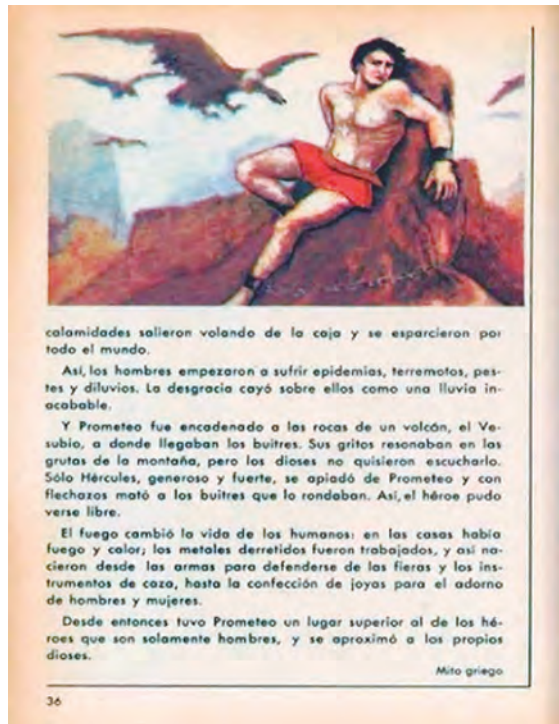 calamidades salieron volando de la caja y se esparcieron por
todo el mundo.
Así, los hombres empezaron a sufrir epidemias, terremotos, pes-
tes y diluvios. La desgracia cayó sobre ellos como una lluvia in-
acabable.
Y Prometeo fue encadenado a las rocas de un volcán, el Ve-
subio, a donde llegaban los buitres. Sus gritos resonaban en las
grutas de la montaña, pero los dioses no quisieron escucharlo.
Sólo Hércules, generoso y fuerte, se apiadó de Prometeo y con
flechazos mató a los buitres que lo rondaban. Así, el héroe pudo
verse libre.
El fuego cambió la vida de los humanos: en las casas había
fuego y calor; los metales derretidos fueron trabajados, y así na-
cieron desde las armas para defenderse de las fieras y los ins-
trumentos de caza, hasta la confección de joyas para el adorno
de hombres y mujeres.
Desde entonces tuvo Prometeo un lugar superior al de los hé-
roes que son solamente hombres, y se aproximó a los propios
dioses.
Mito griego
36